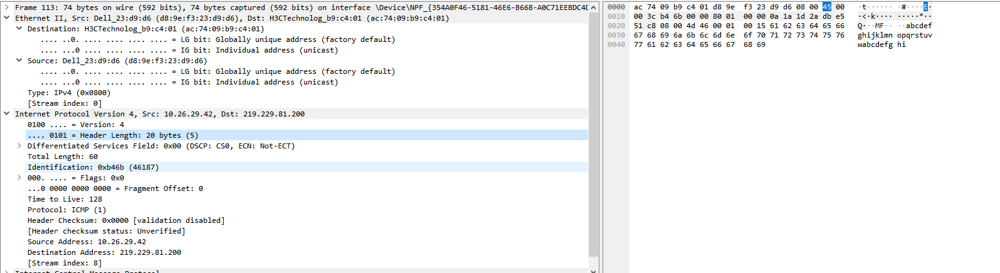 Frame 113: 74 bytes on wire (592 bits), 74 bytes captured (592 bits) on interface \Device\NPF_{354A0F46-5181-46E6-B66B-A0C71EEBDC4D
Ethernet II, Src: Dell_23:d9:d6 (d8:9e:f3:23:d9:d6), Dst: H3CTechnolog_b9:c4:01 (ac:74:09:b9:c4:01)
Destination: H3CTechnolog_b9:c4:01 (ac:74:09:b9:c4:01)
.... ..0. .... .... .... .... = LG bit: Globally unique address (factory default)
.... ...0 .... .... .... .... = IG bit: Individual address (unicast)
Source: Dell_23:d9:d6 (d8:9e:f3:23:d9:d6)
.... ..0. .... .... .... .... = LG bit: Globally unique address (factory default)
.... ...0 .... .... .... .... = IG bit: Individual address (unicast)
Type: IPv4 (0x0800)
[Stream index: 0]
Internet Protocol Version 4, Src: 10.26.29.42, Dst: 219.229.81.200
0100 .... = Version: 4
.... 0101 = Header Length: 20 bytes (5)
Differentiated Services Field: 0x00 (DSCP: CS0, ECN: Not-ECT)
Total Length: 60
Identification: 0xb46b (46187)
000. .... = Flags: 0x0
...0 0000 0000 0000 = Fragment Offset: 0
Time to Live: 128
Protocol: ICMP (1)
Header Checksum: 0x0000 [validation disabled]
[Header checksum status: Unverified]
Source Address: 10.26.29.42
Destination Address: 219.229.81.200
[Stream index: 8]
Internet Control Message Protocol
0000 ac 74 09 b9 c4 01 d8 9e f3 23 d9 d6 08 00 45 00 ·t······ ·#····E·
0010 00 3c b4 6b 00 00 80 01 00 00 0a 1a 1d 2a db e5 ·<·k···· ·····*··
0020 51 c8 08 00 4d 46 00 01 00 15 61 62 63 64 65 66 Q···MF·· ··abcdef
0030 67 68 69 6a 6b 6c 6d 6e 6f 70 71 72 73 74 75 76 ghijklmn opqrstuv
0040 77 61 62 63 64 65 66 67 68 69 wabcdefg hi